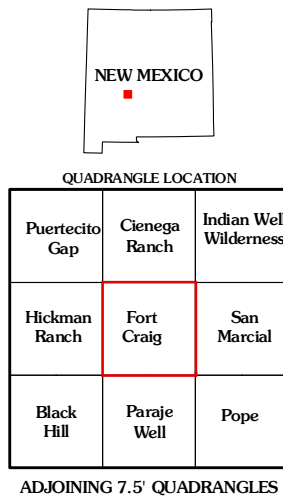 NEW MEXICO
QUADRANGLE LOCATION
Puertecito
Gap
Cienega
Ranch
Indian Well
Wilderness
Hickman
Ranch
Fort
Craig
San
Marcial
Black
Hill
Paraje
Well
Pope
ADJOINING 7.5' QUADRANGLES